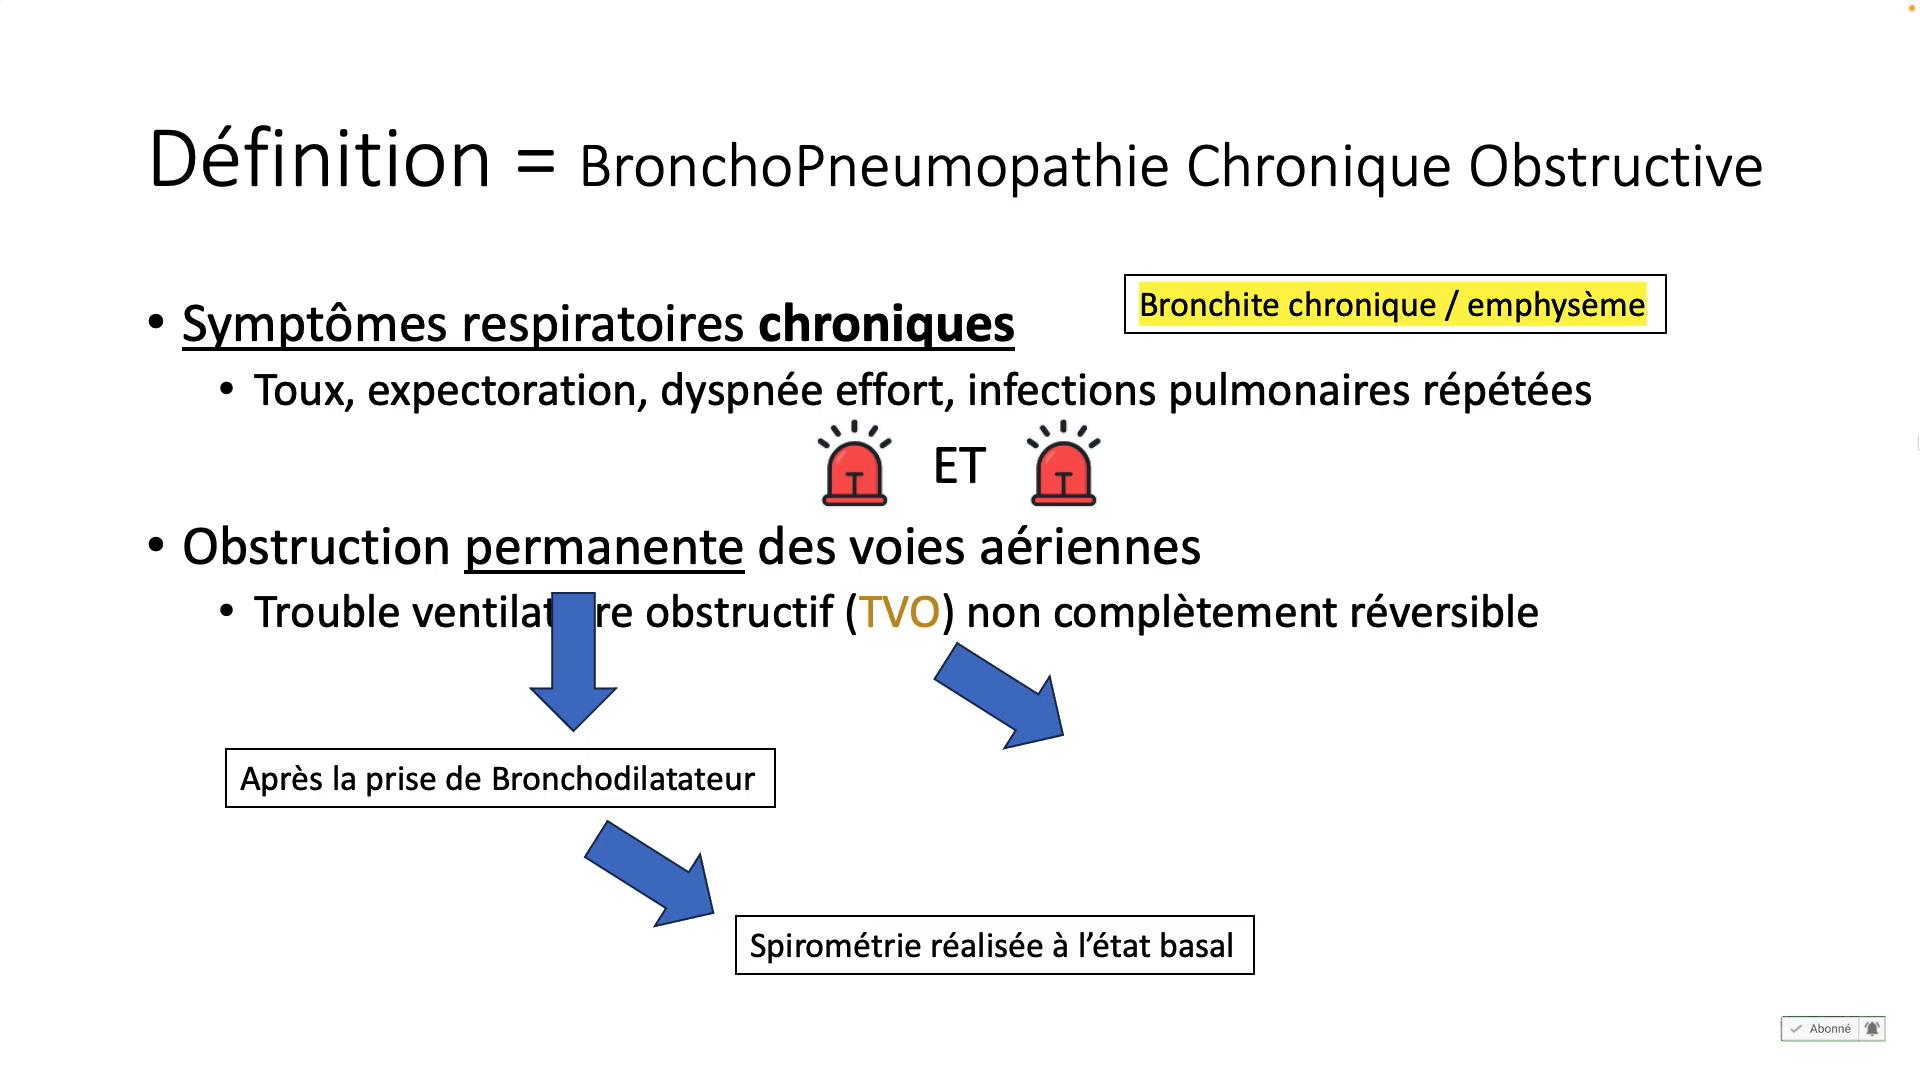 Définition = BronchoPneumopathie Chronique Obstructive
Bronchite chronique / emphysème
• Symptômes respiratoires chroniques
• Toux, expectoration, dyspnée effort, infections pulmonaires répétées
ET
• Obstruction permanente des voies aériennes
• Trouble ventilat re obstructif (TVO) non complètement réversible
Après la prise de Bronchodilatateur
Spirométrie réalisée à l’état basal
Abonné